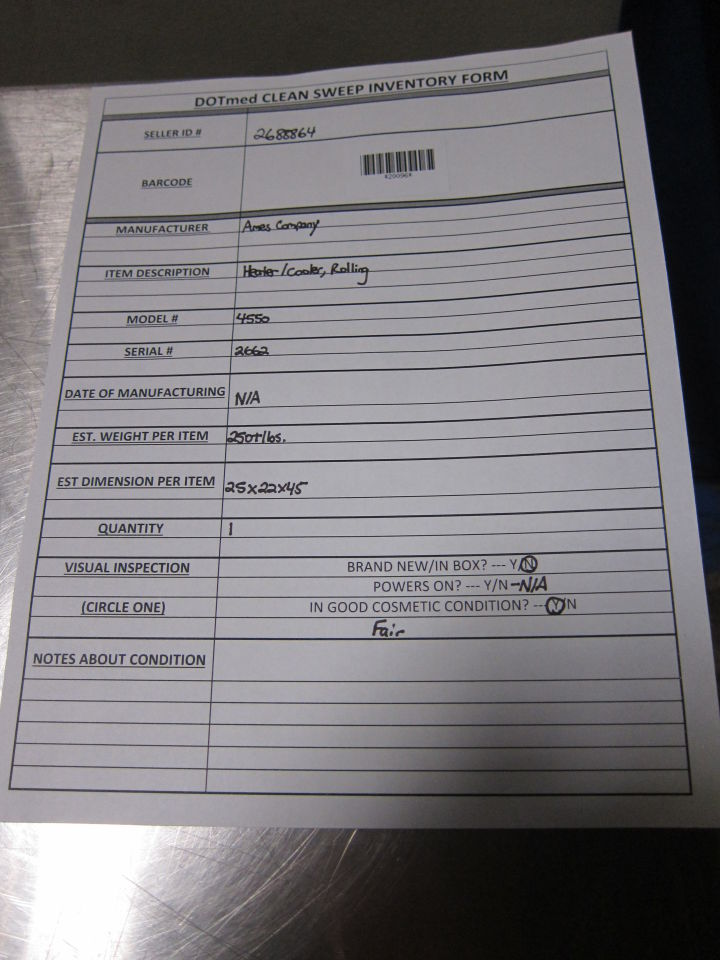 DOTmed CLEAN SWEEP INVENTORY FORM
SELLER ID # 2688864
BARCODE
MANUFACTURER Ames Company
ITEM DESCRIPTION Heater/Cooler, Rolling
MODEL # 4550
SERIAL # 2662
DATE OF MANUFACTURING N/A
EST. WEIGHT PER ITEM 250+lbs.
EST DIMENSION PER ITEM 25x22x45
QUANTITY 1
VISUAL INSPECTION BRAND NEW/IN BOX? --- Y/N
POWERS ON? --- Y/N -N/A
(CIRCLE ONE) IN GOOD COSMETIC CONDITION? --- Y/N
Fair
NOTES ABOUT CONDITION